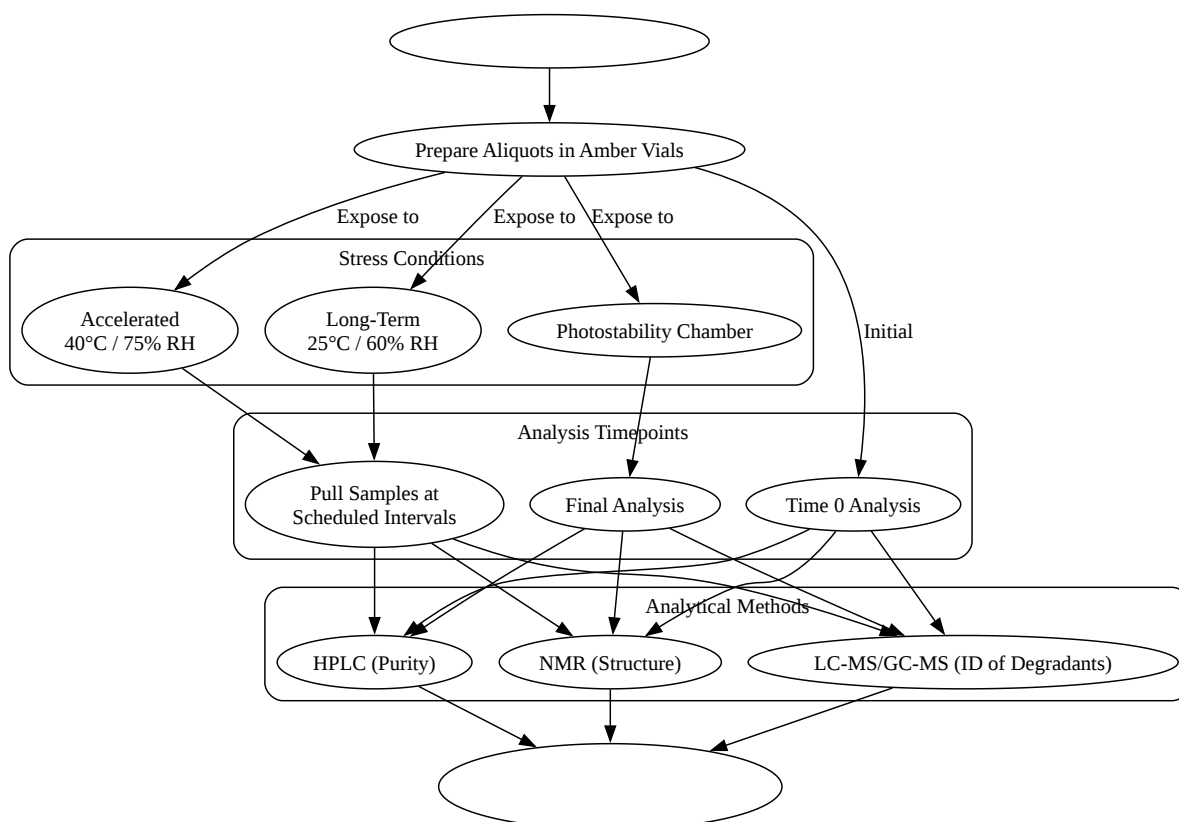 Prepare Aliquots in Amber Vials
Expose to
Expose to
Expose to
Stress Conditions
Accelerated
40°C / 75% RH
Long-Term
25°C / 60% RH
Photostability Chamber
Initial
Analysis Timepoints
Pull Samples at
Scheduled Intervals
Final Analysis
Time 0 Analysis
Analytical Methods
HPLC (Purity)
NMR (Structure)
LC-MS/GC-MS (ID of Degradants)